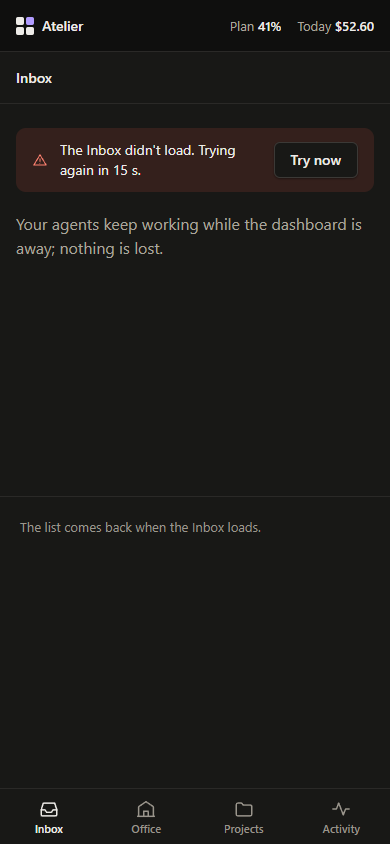 Atelier
Plan 41% Today $52.60
Inbox
The Inbox didn't load. Trying
again in 15 s.
Try now
Your agents keep working while the dashboard is
away; nothing is lost.
The list comes back when the Inbox loads.
Inbox
Office
Projects
Activity